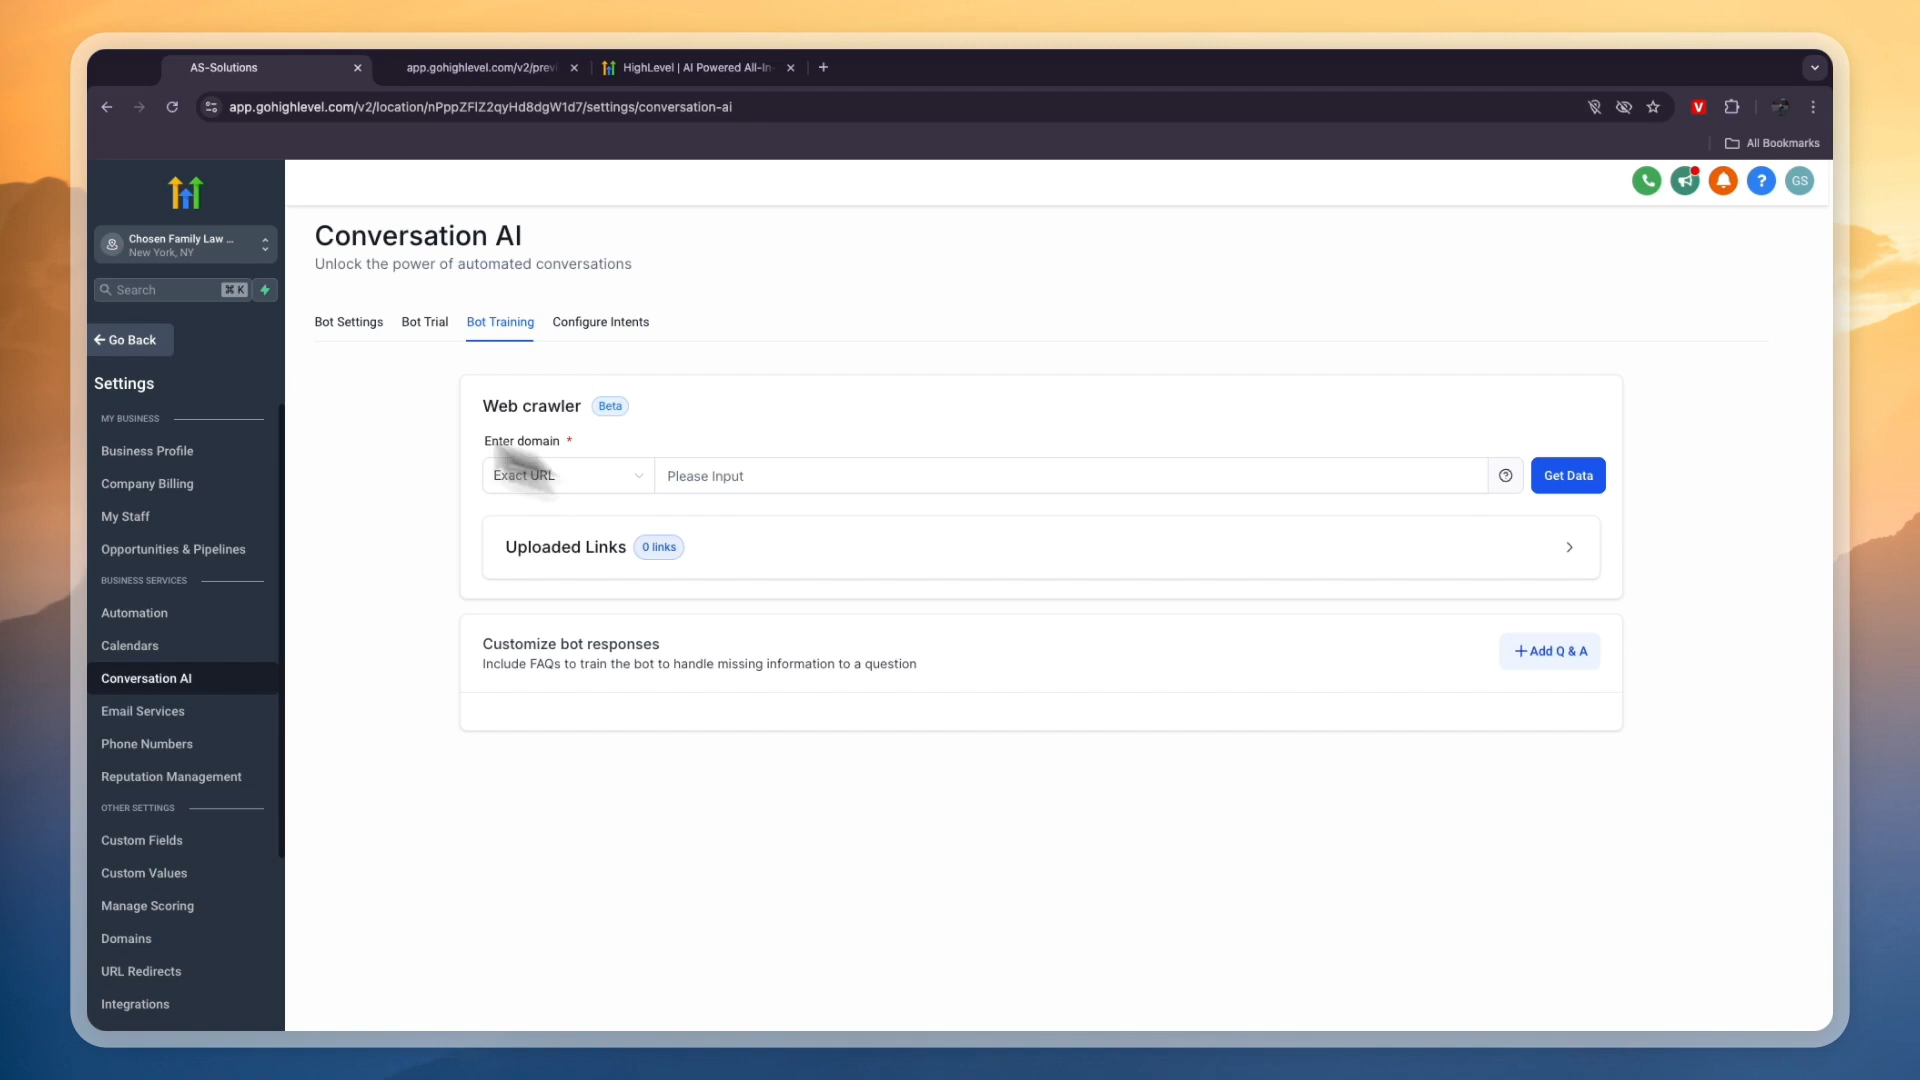 AS-Solutions
app.gohighlevel.com/v2/prev
HighLevel | AI Powered All-In-
app.gohighlevel.com/v2/location/nPppZFlZ2qyHd8dgW1d7/settings/conversation-ai
V
All Bookmarks
GS
Chosen Family Law ...
New York, NY
Search
⌘ K
Go Back
Settings
MY BUSINESS
Business Profile
Company Billing
My Staff
Opportunities & Pipelines
BUSINESS SERVICES
Automation
Calendars
Conversation AI
Email Services
Phone Numbers
Reputation Management
OTHER SETTINGS
Custom Fields
Custom Values
Manage Scoring
Domains
URL Redirects
Integrations
Conversation AI
Unlock the power of automated conversations
Bot Settings
Bot Trial
Bot Training
Configure Intents
Web crawler
Beta
Enter domain *
Exact URL
Please Input
Get Data
Uploaded Links
0 links
Customize bot responses
Include FAQs to train the bot to handle missing information to a question
+ Add Q & A